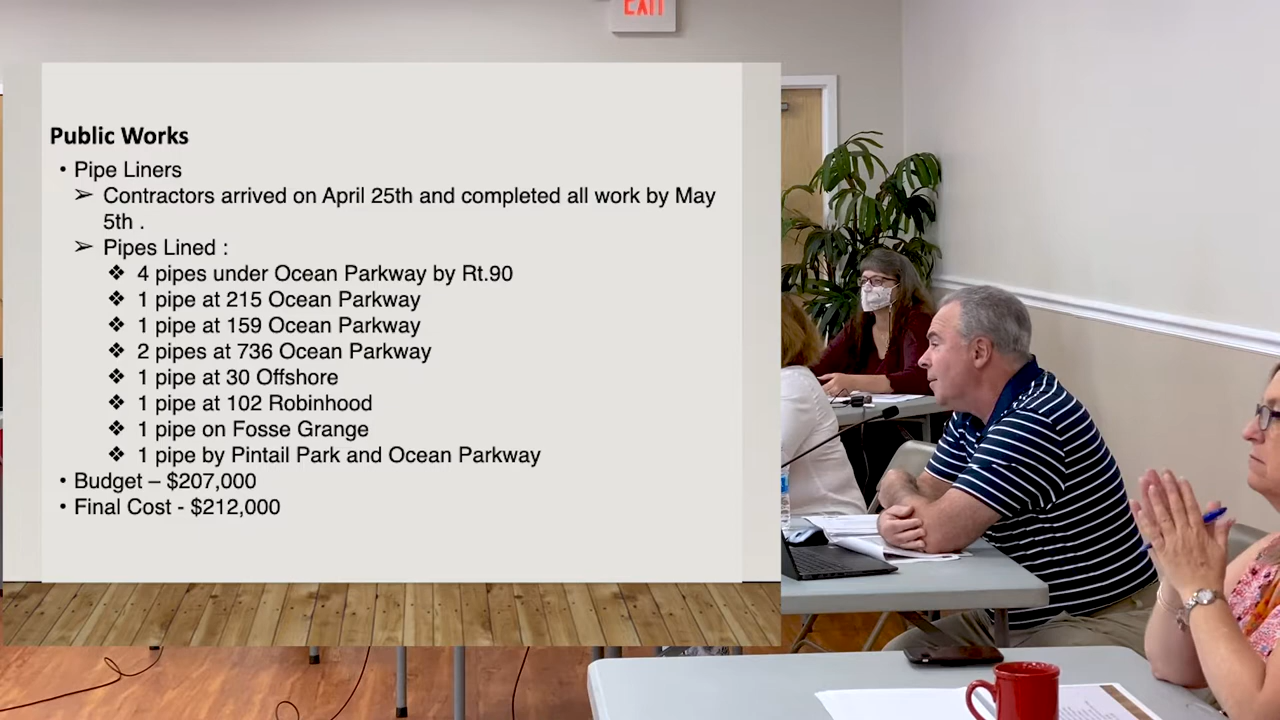 EXIT
Public Works
• Pipe Liners
➢ Contractors arrived on April 25th and completed all work by May
5th .
➢ Pipes Lined :
❖ 4 pipes under Ocean Parkway by Rt.90
❖ 1 pipe at 215 Ocean Parkway
❖ 1 pipe at 159 Ocean Parkway
❖ 2 pipes at 736 Ocean Parkway
❖ 1 pipe at 30 Offshore
❖ 1 pipe at 102 Robinhood
❖ 1 pipe on Fosse Grange
❖ 1 pipe by Pintail Park and Ocean Parkway
• Budget – $207,000
• Final Cost - $212,000